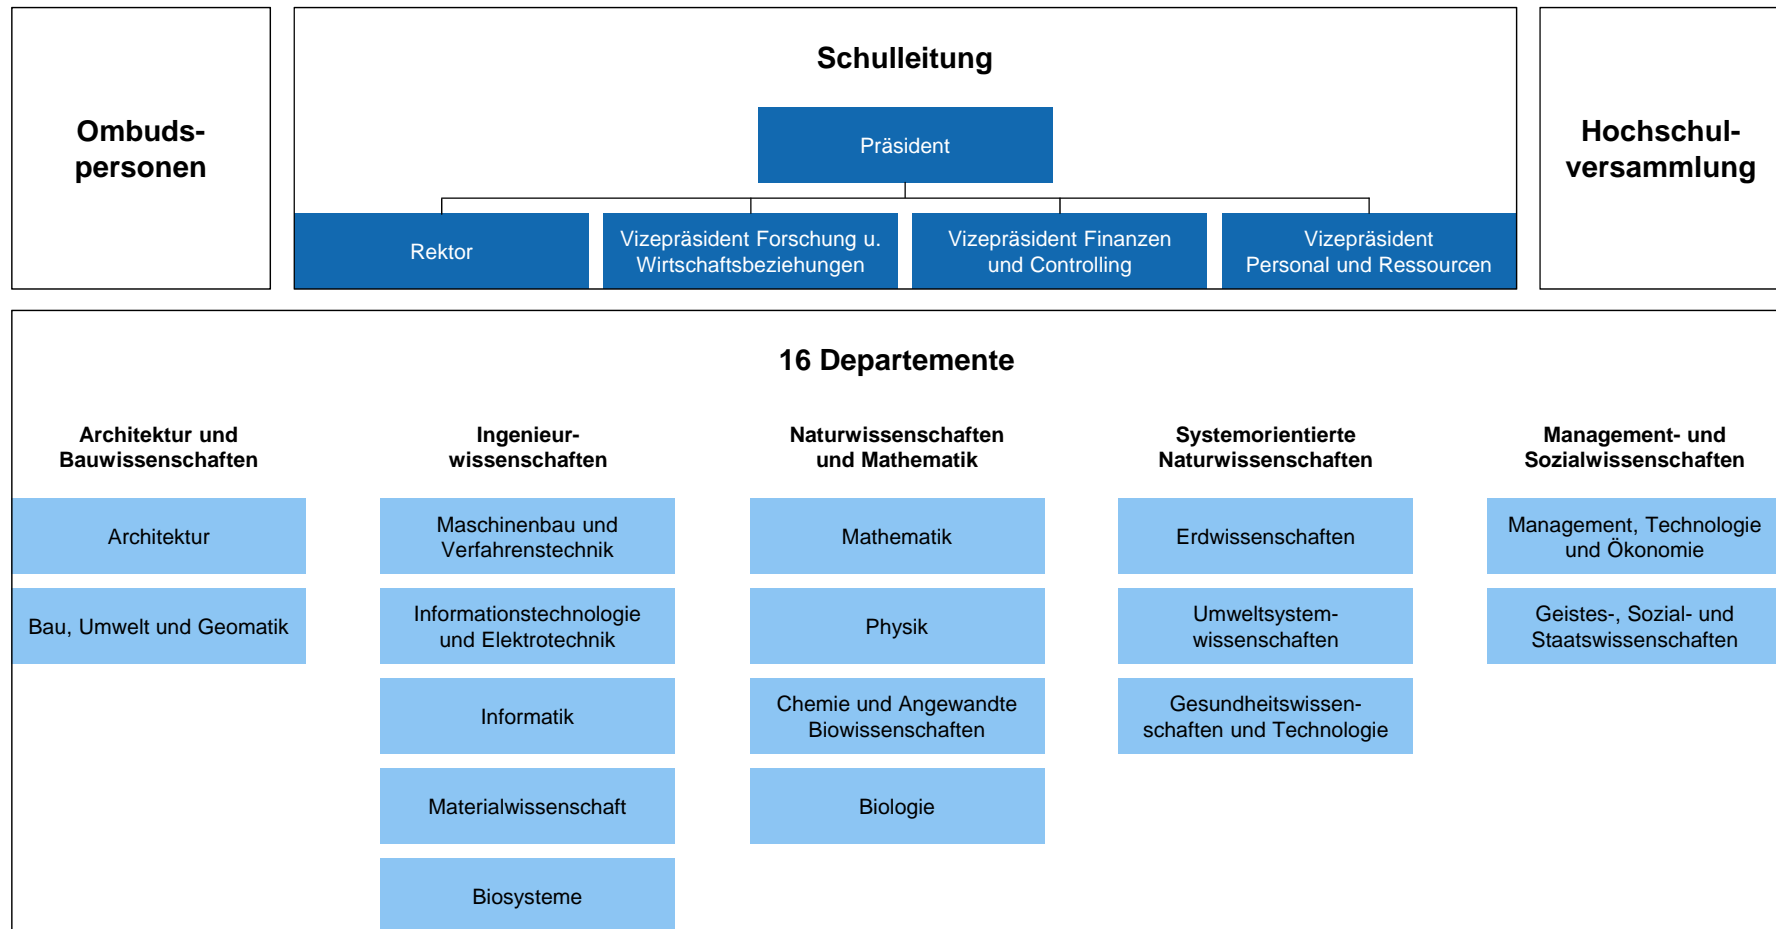 Ombuds-
personen
Schulleitung
Präsident
Rektor
Vizepräsident Forschung u.
Wirtschaftsbeziehungen
Vizepräsident Finanzen
und Controlling
Vizepräsident
Personal und Ressourcen
Hochschul-
versammlung
16 Departemente
Architektur und
Bauwissenschaften
Architektur
Bau, Umwelt und Geomatik
Ingenieur-
wissenschaften
Maschinenbau und
Verfahrenstechnik
Informationstechnologie
und Elektrotechnik
Informatik
Materialwissenschaft
Biosysteme
Naturwissenschaften
und Mathematik
Mathematik
Physik
Chemie und Angewandte
Biowissenschaften
Biologie
Systemorientierte
Naturwissenschaften
Erdwissenschaften
Umweltsystem-
wissenschaften
Gesundheitswissen-
schaften und Technologie
Management- und
Sozialwissenschaften
Management, Technologie
und Ökonomie
Geistes-, Sozial- und
Staatswissenschaften